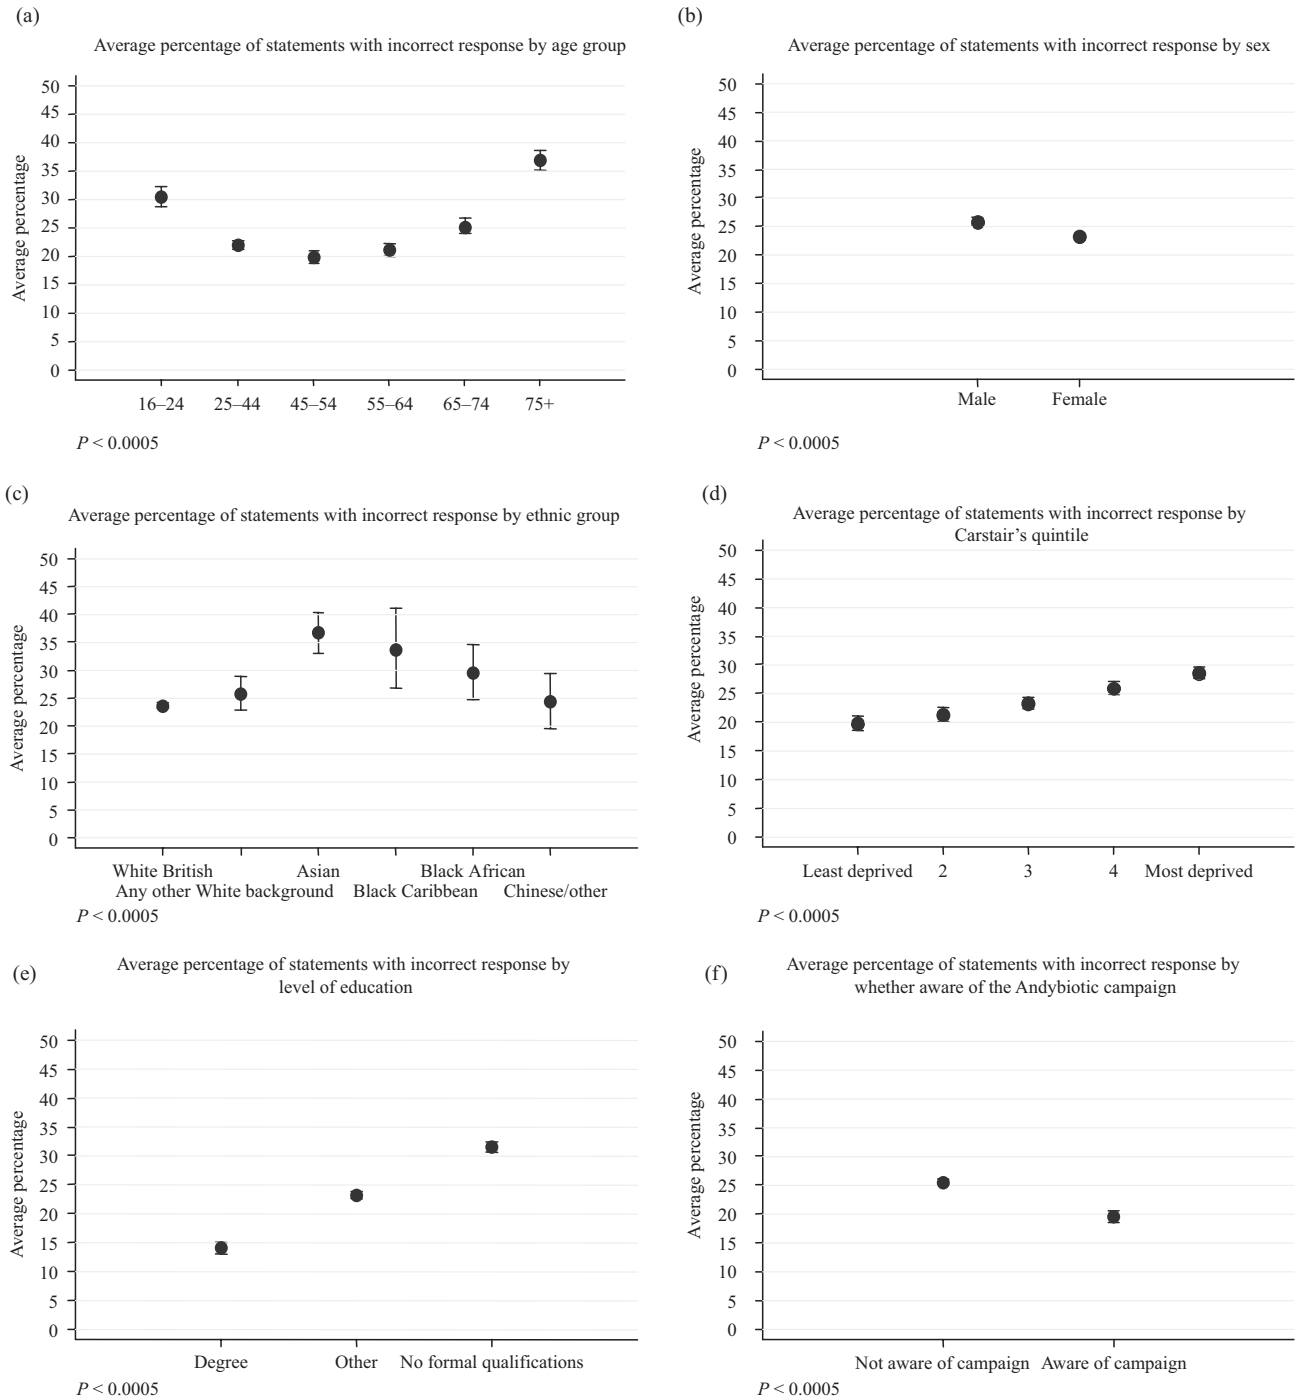 (a)
Average percentage of statements with incorrect response by age group
Average percentage
50
45
40
35
30
25
20
15
10
5
0
16–24 25–44 45–54 55–64 65–74 75+
P < 0.0005
(b)
Average percentage of statements with incorrect response by sex
Average percentage
50
45
40
35
30
25
20
15
10
5
0
Male Female
P < 0.0005
(c)
Average percentage of statements with incorrect response by ethnic group
Average percentage
50
45
40
35
30
25
20
15
10
5
0
White British Asian Black African
Any other White background Black Caribbean Chinese/other
P < 0.0005
(d)
Average percentage of statements with incorrect response by
Carstair’s quintile
Average percentage
50
45
40
35
30
25
20
15
10
5
0
Least deprived 2 3 4 Most deprived
P < 0.0005
(e)
Average percentage of statements with incorrect response by
level of education
Average percentage
50
45
40
35
30
25
20
15
10
5
0
Degree Other No formal qualifications
P < 0.0005
(f)
Average percentage of statements with incorrect response by
whether aware of the Andybiotic campaign
Average percentage
50
45
40
35
30
25
20
15
10
5
0
Not aware of campaign Aware of campaign
P < 0.0005